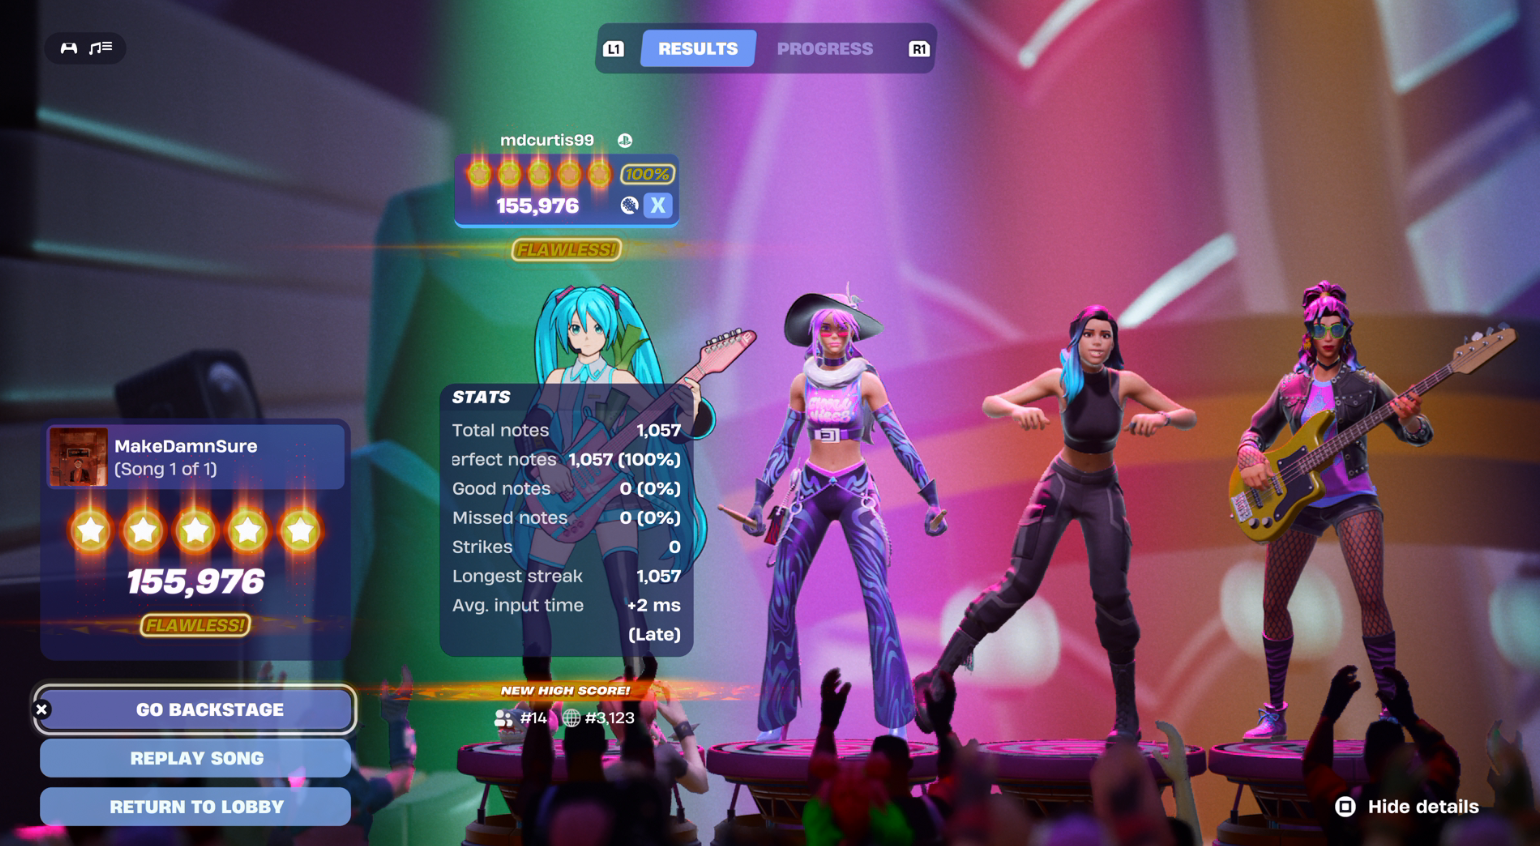 L1
RESULTS
PROGRESS
R1
mdcurtis99
100%
155,976
X
FLAWLESS!
STATS
Total notes 1,057
erfect notes 1,057 (100%)
Good notes 0 (0%)
Missed notes 0 (0%)
Strikes 0
Longest streak 1,057
Avg. input time +2 ms
(Late)
NEW HIGH SCORE!
#14 #3,123
MakeDamnSure
(Song 1 of 1)
155,976
FLAWLESS!
GO BACKSTAGE
REPLAY SONG
RETURN TO LOBBY
Hide details